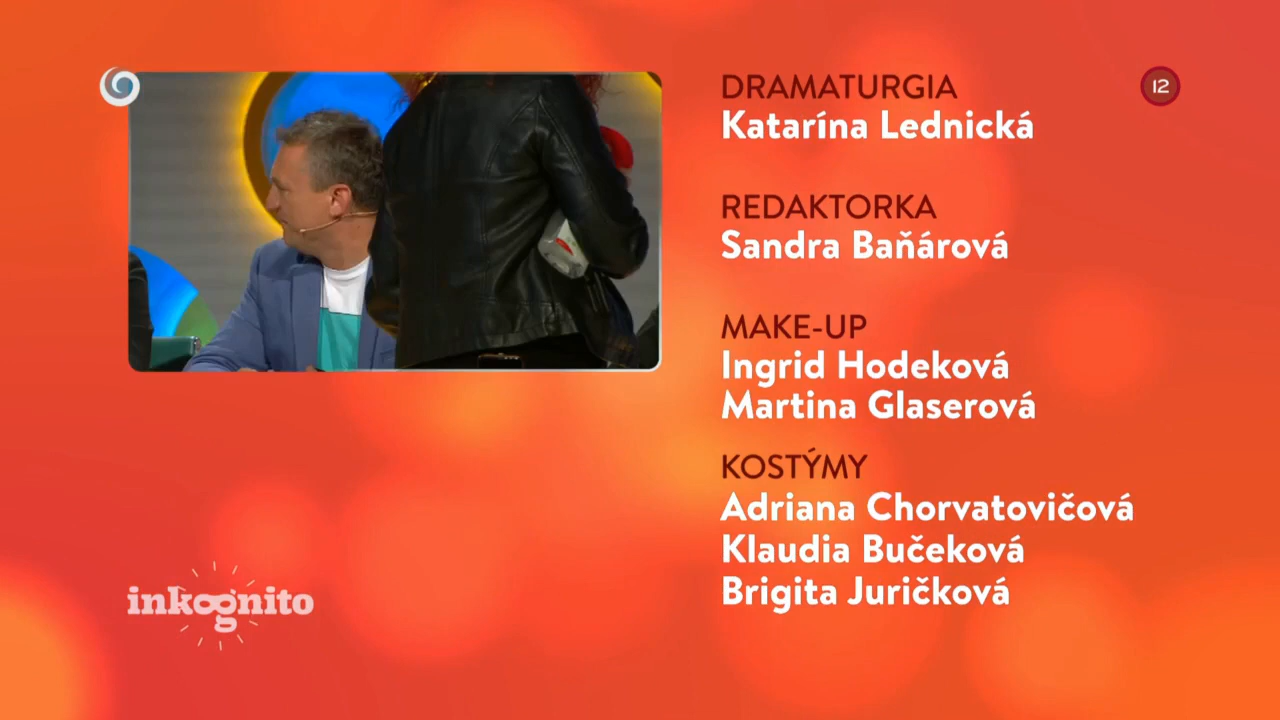 DRAMATURGIA
Katarína Lednická
12
REDAKTORKA
Sandra Baňárová
MAKE-UP
Ingrid Hodeková
Martina Glaserová
KOSTÝMY
Adriana Chorvatovičová
Klaudia Bučeková
Brigita Juričková
inkognito